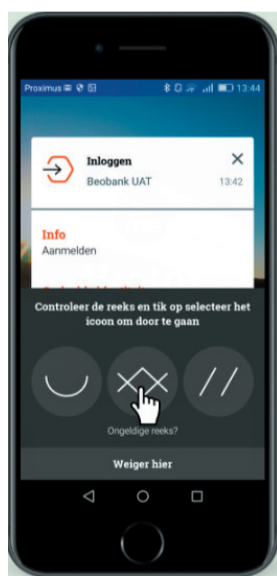 Proximus 13:44
Inloggen
Beobank UAT 13:42
Info
Aanmelden
Controleer de reeks en tik op selecteer het
icoon om door te gaan
Ongeldige reeks?
Weiger hier